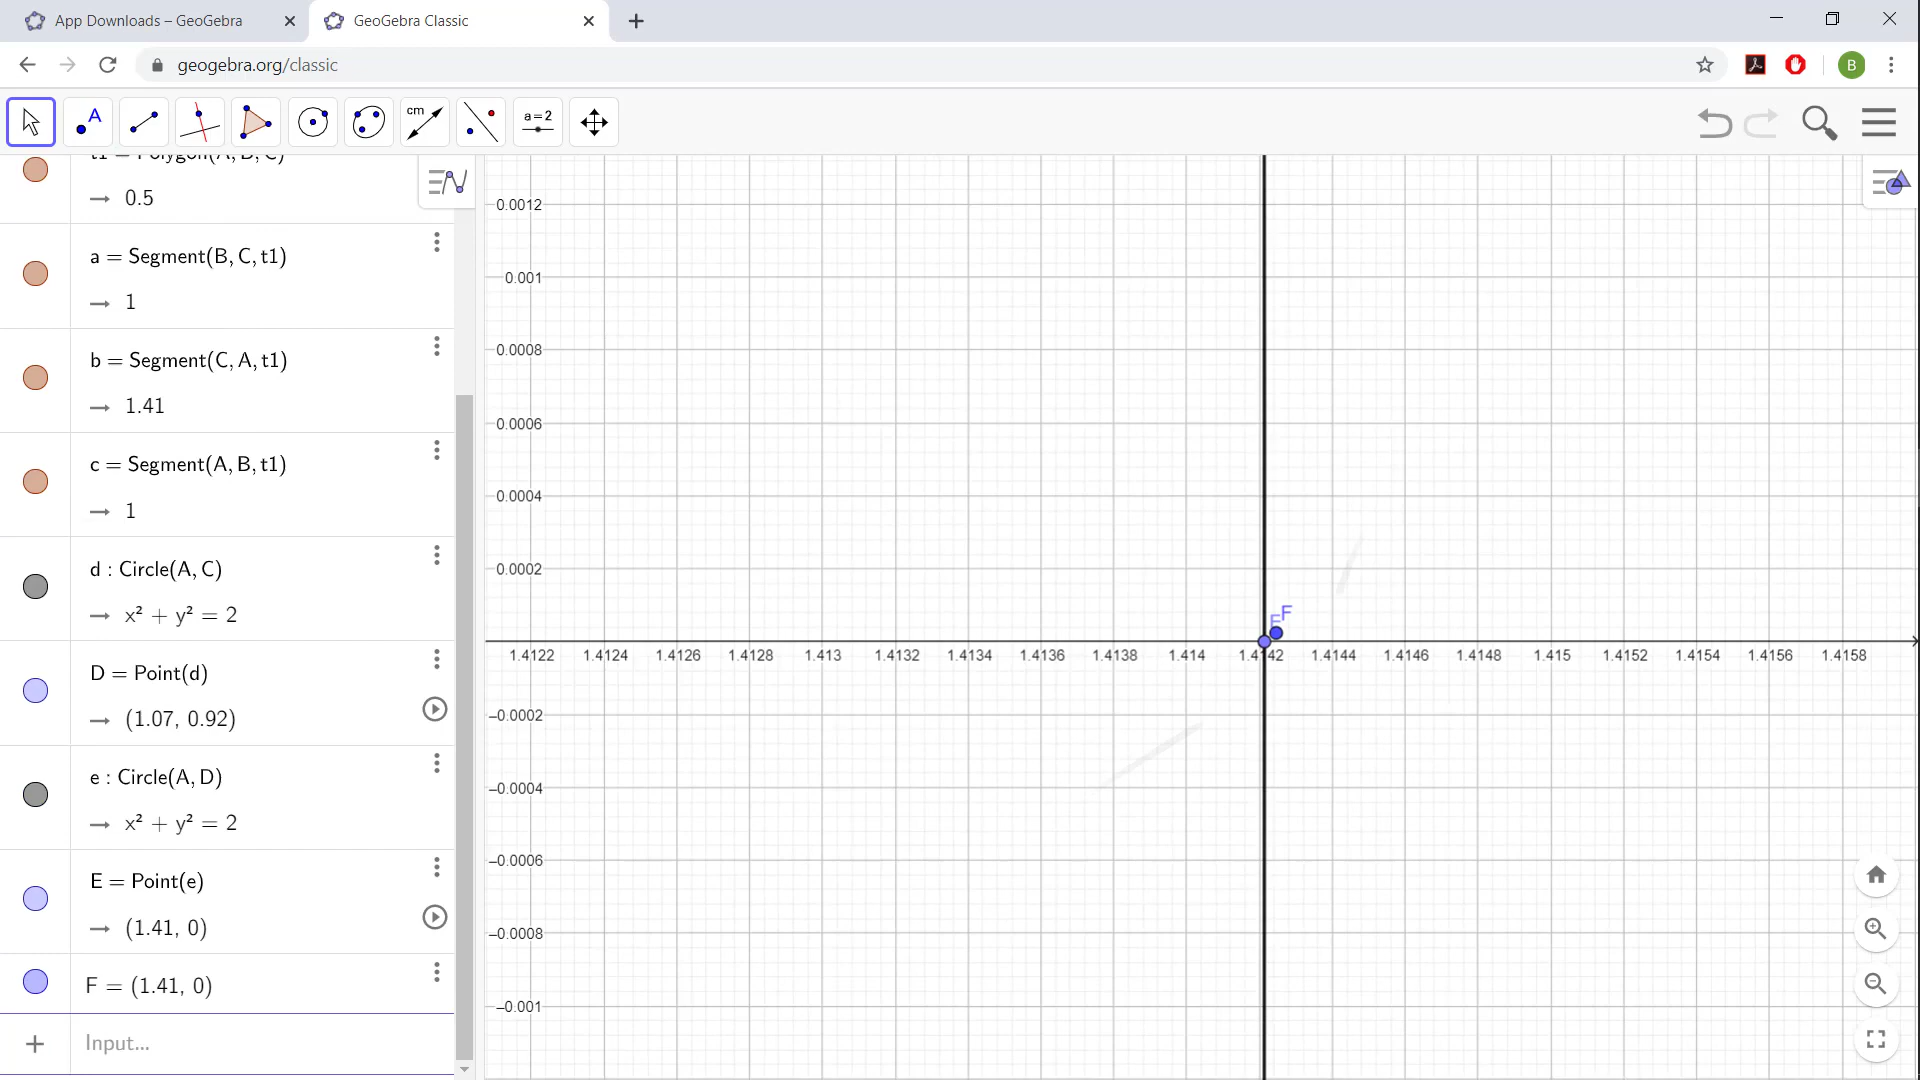 App Downloads – GeoGebra
GeoGebra Classic
geogebra.org/classic
B
A
cm
a=2
t1 = Polygon(A, B, C)
→ 0.5
a = Segment(B, C, t1)
→ 1
b = Segment(C, A, t1)
→ 1.41
c = Segment(A, B, t1)
→ 1
d : Circle(A, C)
→ x² + y² = 2
D = Point(d)
→ (1.07, 0.92)
e : Circle(A, D)
→ x² + y² = 2
E = Point(e)
→ (1.41, 0)
F = (1.41, 0)
+ Input...
0.0012
0.001
0.0008
0.0006
0.0004
0.0002
E F
1.4122 1.4124 1.4126 1.4128 1.413 1.4132 1.4134 1.4136 1.4138 1.414 1.4142 1.4144 1.4146 1.4148 1.415 1.4152 1.4154 1.4156 1.4158
−0.0002
−0.0004
−0.0006
−0.0008
−0.001